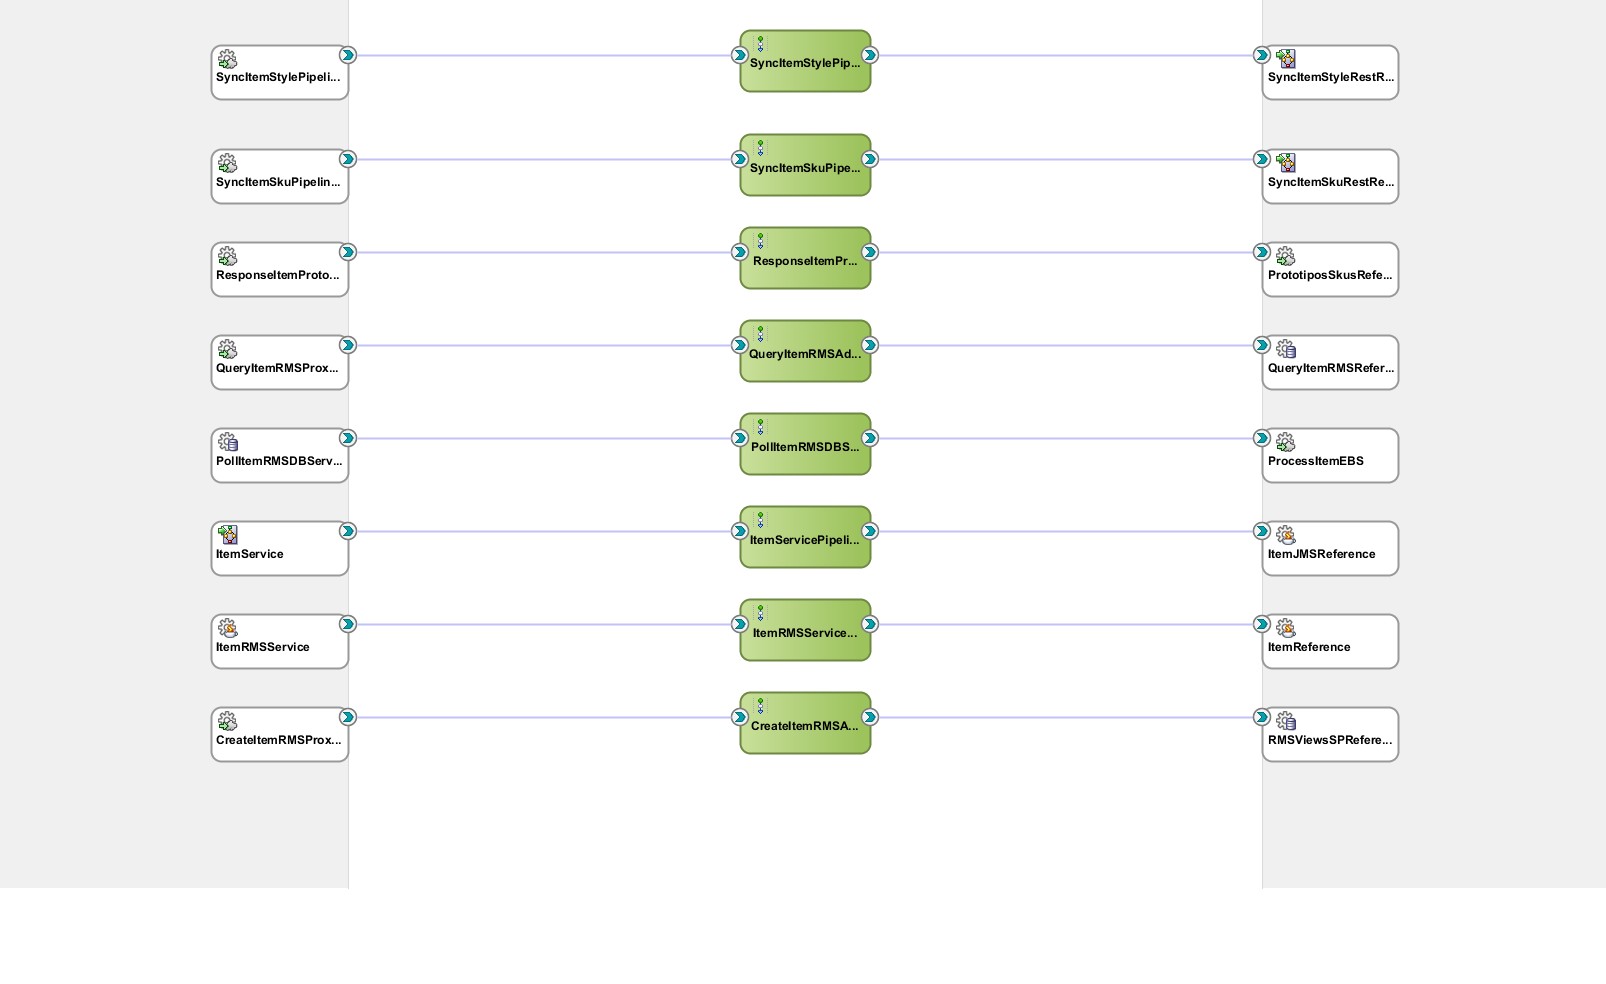 SyncItemStylePipeli... SyncItemStylePip... SyncItemStyleRestR...
SyncItemSkuPipelin... SyncItemSkuPipe... SyncItemSkuRestRe...
ResponseItemProto... ResponseItemPr... PrototiposSkusRefe...
QueryItemRMSProx... QueryItemRMSAd... QueryItemRMSRefer...
PollItemRMSDBServ... PollItemRMSDBS... ProcessItemEBS
ItemService ItemServicePipeli... ItemJMSReference
ItemRMSService ItemRMSService... ItemReference
CreateItemRMSProx... CreateItemRMSA... RMSViewsSPRefere...